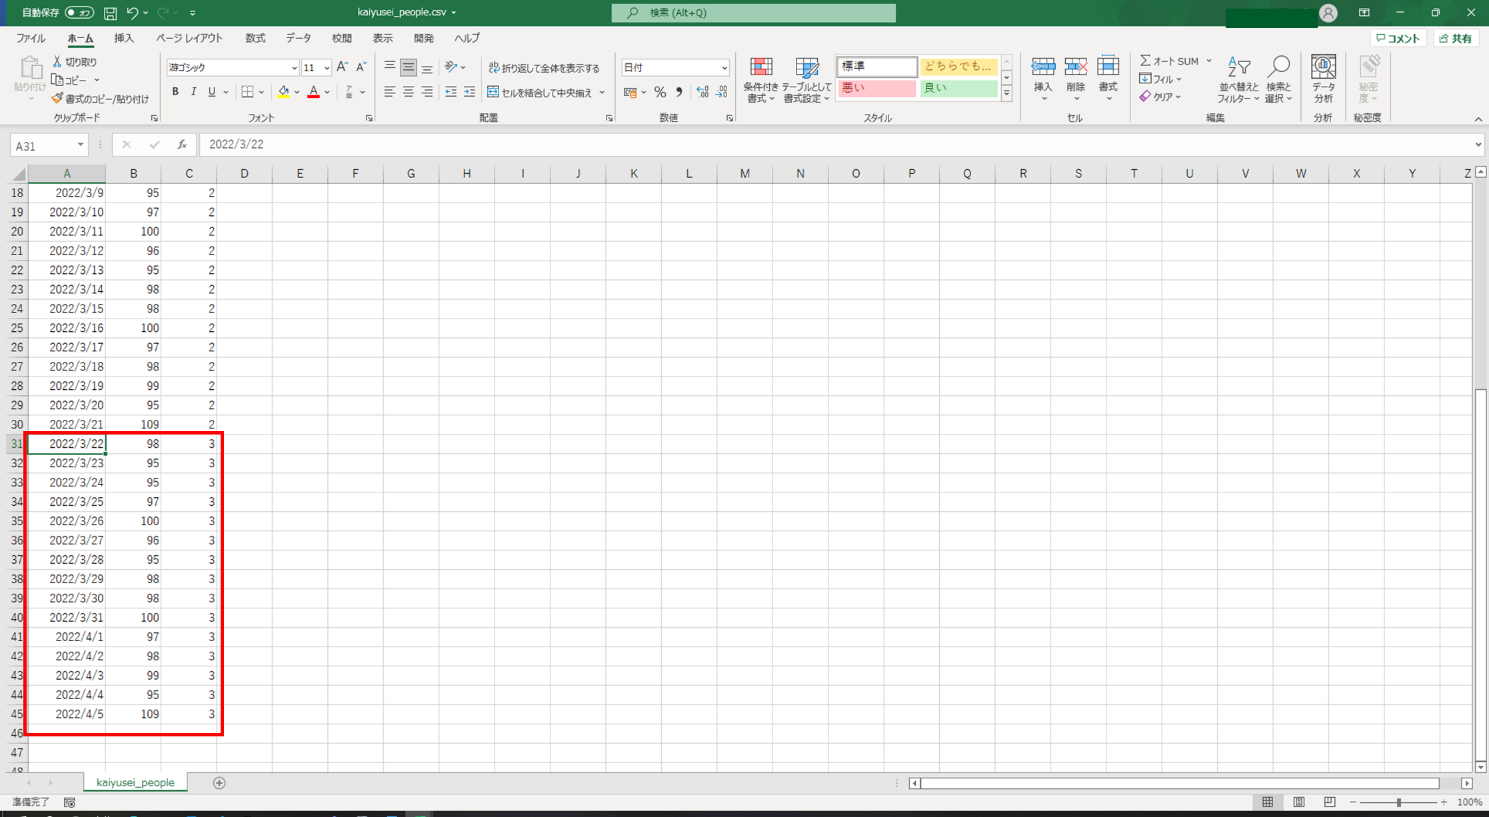 自動保存 オフ kaiyusei_people.csv 検索 (Alt+Q)
ファイル ホーム 挿入 ページ レイアウト 数式 データ 校閲 表示 開発 ヘルプ コメント 共有
貼り付け 切り取り コピー 書式のコピー/貼り付け クリップボード
游ゴシック 11 B I U A フォント
折り返して全体を表示する セルを結合して中央揃え 配置
日付 % 数値
条件付き書式 テーブルとして書式設定 標準 どちらでも... 悪い 良い スタイル
挿入 削除 書式 セル
オート SUM フィル クリア 並べ替えとフィルター 検索と選択 編集
データ分析 分析
秘密度 秘密度
A31 fx 2022/3/22
A B C D E F G H I J K L M N O P Q R S T U V W X Y Z
18 2022/3/9 95 2
19 2022/3/10 97 2
20 2022/3/11 100 2
21 2022/3/12 96 2
22 2022/3/13 95 2
23 2022/3/14 98 2
24 2022/3/15 98 2
25 2022/3/16 100 2
26 2022/3/17 97 2
27 2022/3/18 98 2
28 2022/3/19 99 2
29 2022/3/20 95 2
30 2022/3/21 109 2
31 2022/3/22 98 3
32 2022/3/23 95 3
33 2022/3/24 95 3
34 2022/3/25 97 3
35 2022/3/26 100 3
36 2022/3/27 96 3
37 2022/3/28 95 3
38 2022/3/29 98 3
39 2022/3/30 98 3
40 2022/3/31 100 3
41 2022/4/1 97 3
42 2022/4/2 98 3
43 2022/4/3 99 3
44 2022/4/4 95 3
45 2022/4/5 109 3
46
47
48
kaiyusei_people
準備完了 100%